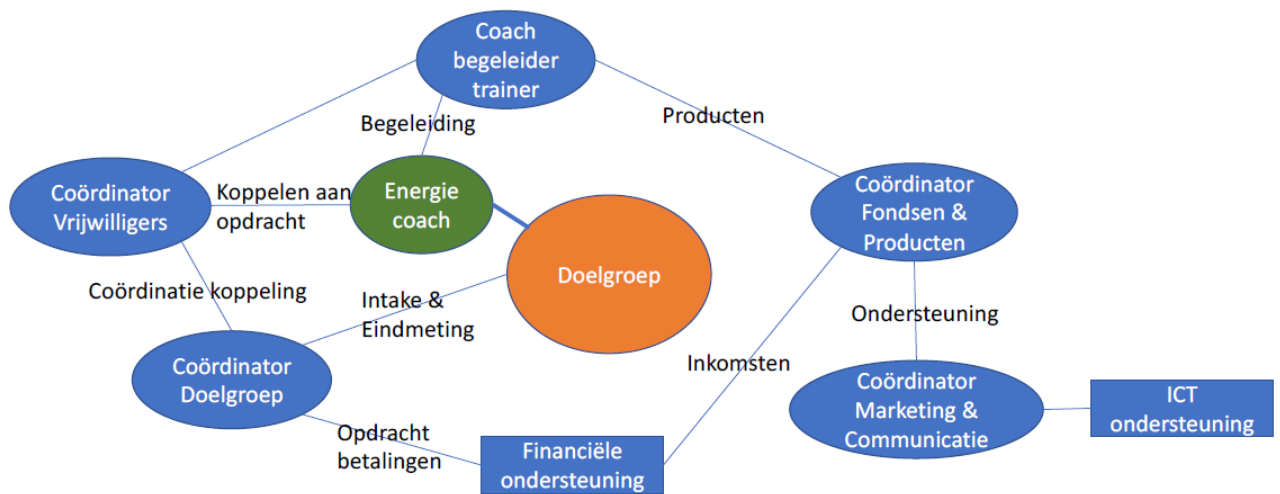 Coach
begeleider
trainer
Begeleiding
Producten
Coördinator
Vrijwilligers
Koppelen aan
opdracht
Energie
coach
Coördinator
Fondsen &
Producten
Doelgroep
Coördinatie koppeling
Intake &
Eindmeting
Ondersteuning
Inkomsten
Coördinator
Doelgroep
Coördinator
Marketing &
Communicatie
ICT
ondersteuning
Opdracht
betalingen
Financiële
ondersteuning